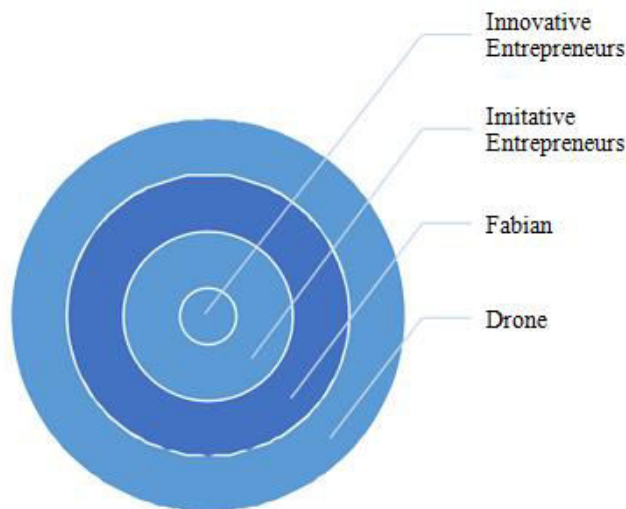 Innovative
Entrepreneurs
Imitative
Entrepreneurs
Fabian
Drone